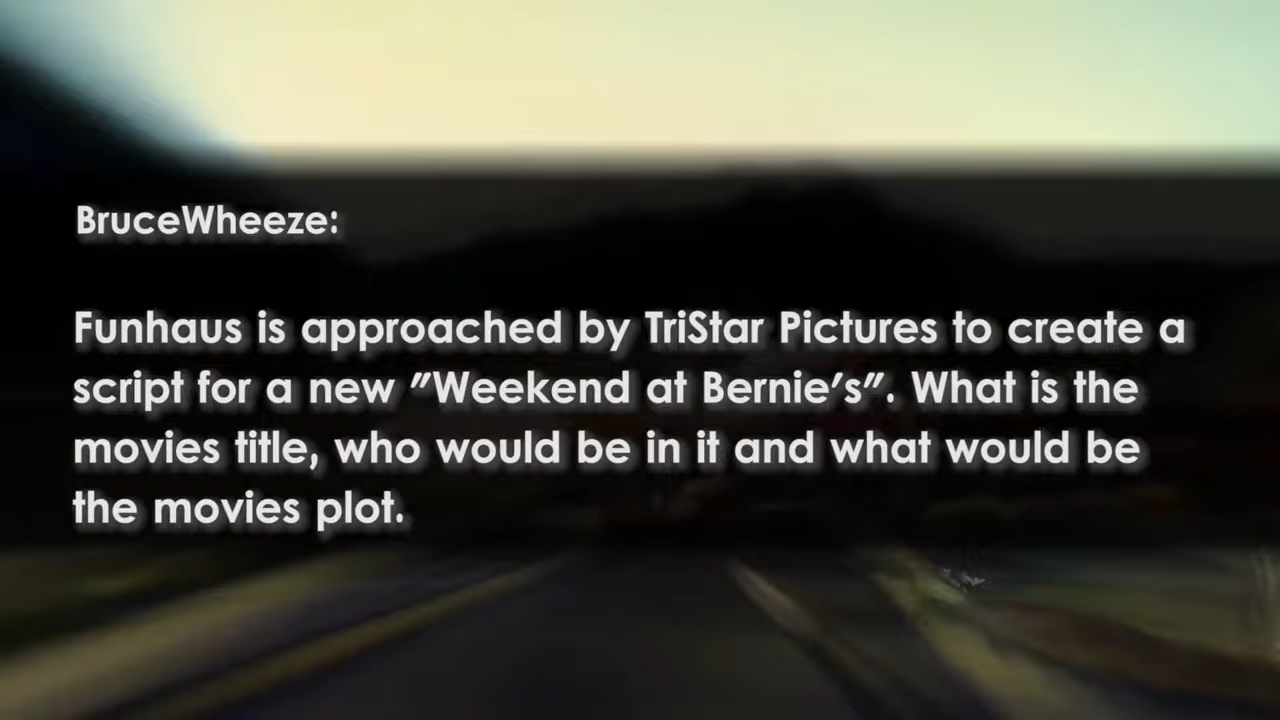 BruceWheeze:
Funhaus is approached by TriStar Pictures to create a
script for a new "Weekend at Bernie's". What is the
movies title, who would be in it and what would be
the movies plot.